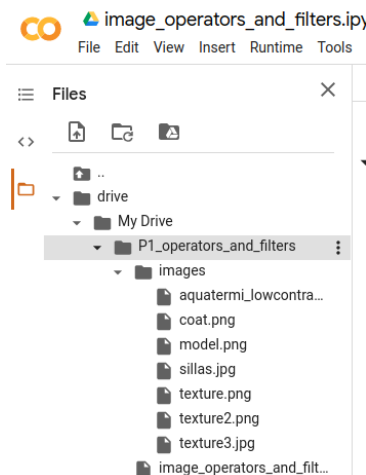 image_operators_and_filters.ipy
File Edit View Insert Runtime Tools
Files
..
drive
My Drive
P1_operators_and_filters
images
aquatermi_lowcontra...
coat.png
model.png
sillas.jpg
texture.png
texture2.png
texture3.jpg
image_operators_and_filt...